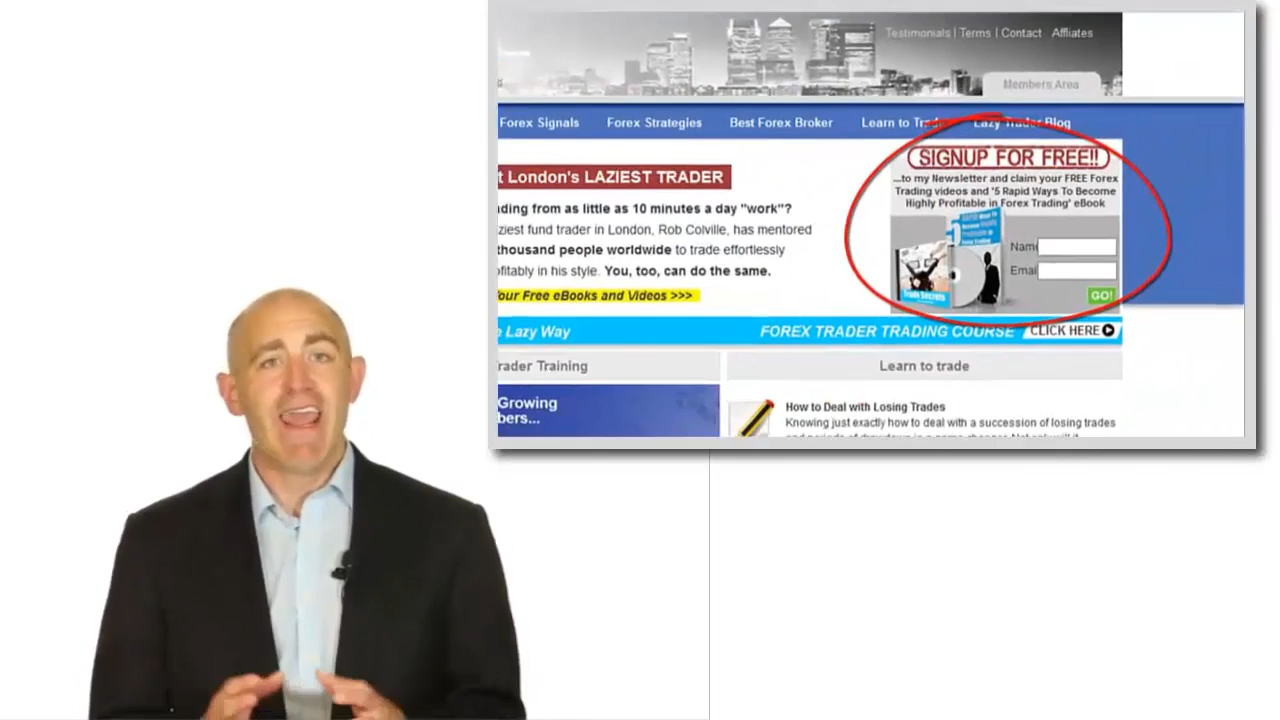 Testimonials | Terms | Contact Affliates
Members Area
Forex Signals Forex Strategies Best Forex Broker Learn to Trade Lazy Trader Blog
SIGNUP FOR FREE!!
...to my Newsletter and claim your FREE Forex
Trading videos and '5 Rapid Ways To Become
Highly Profitable in Forex Trading' eBook
Name
Emai
GO!
t London's LAZIEST TRADER
ding from as little as 10 minutes a day "work"?
ziest fund trader in London, Rob Colville, has mentored
thousand people worldwide to trade effortlessly
fitably in his style. You, too, can do the same.
Your Free eBooks and Videos >>>
e Lazy Way FOREX TRADER TRADING COURSE CLICK HERE
rader Training
Learn to trade
Growing
bers...
How to Deal with Losing Trades
Knowing just exactly how to deal with a succession of losing trades